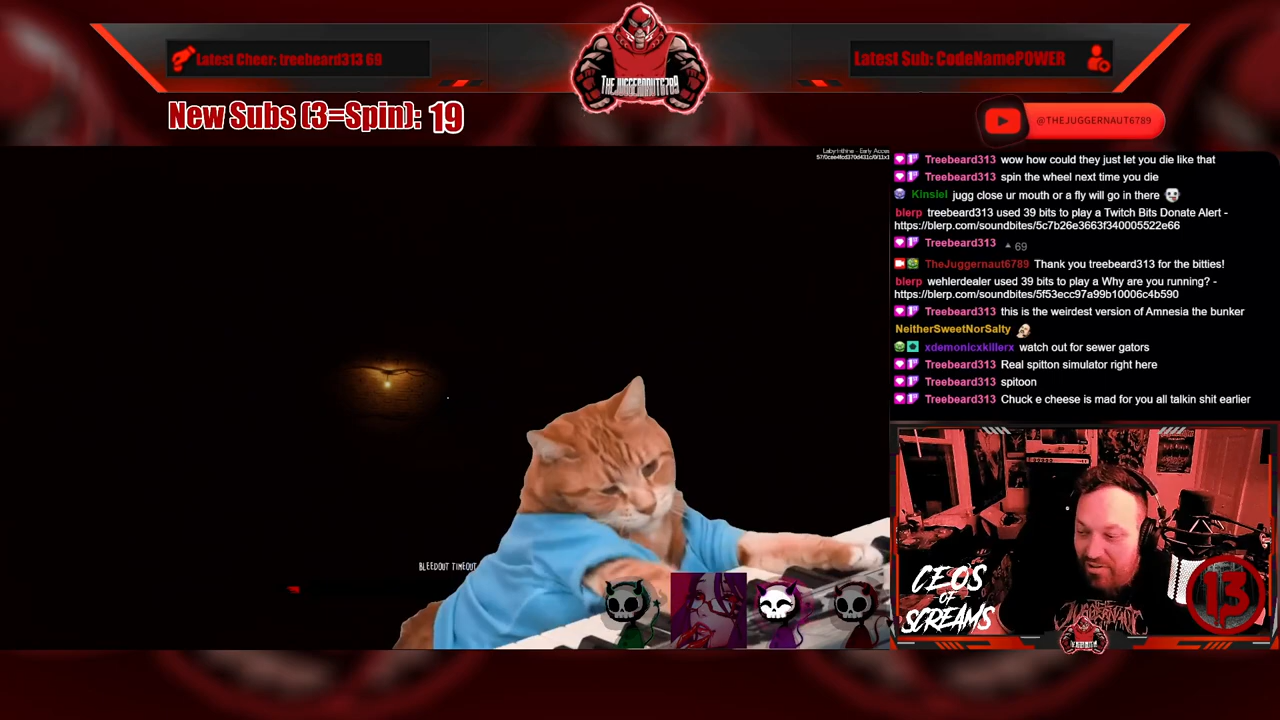 Latest Cheer: treebeard313 69
THEJUGGERNAUT6789
Latest Sub: CodeNamePOWER
New Subs (3=Spin): 19
@THEJUGGERNAUT6789
Labyrinthine - Early Acces
Treebeard313 wow how could they just let you die like that
Treebeard313 spin the wheel next time you die
Kinsiel jugg close ur mouth or a fly will go in there
blerp treebeard313 used 39 bits to play a Twitch Bits Donate Alert -
https://blerp.com/soundbites/5c7b26e3663f340005522e66
Treebeard313 69
TheJuggernaut6789 Thank you treebeard313 for the bitties!
blerp wehlerdealer used 39 bits to play a Why are you running? -
https://blerp.com/soundbites/5f53ecc97a99b10006c4b590
Treebeard313 this is the weirdest version of Amnesia the bunker
NeitherSweetNorSalty
xdemonicxkillerx watch out for sewer gators
Treebeard313 Real spitton simulator right here
Treebeard313 spitoon
Treebeard313 Chuck e cheese is mad for you all talkin shit earlier
BLEEDOUT TIMEOUT
CEOS
OF
SCREAMS
13
JUGGERNAUT